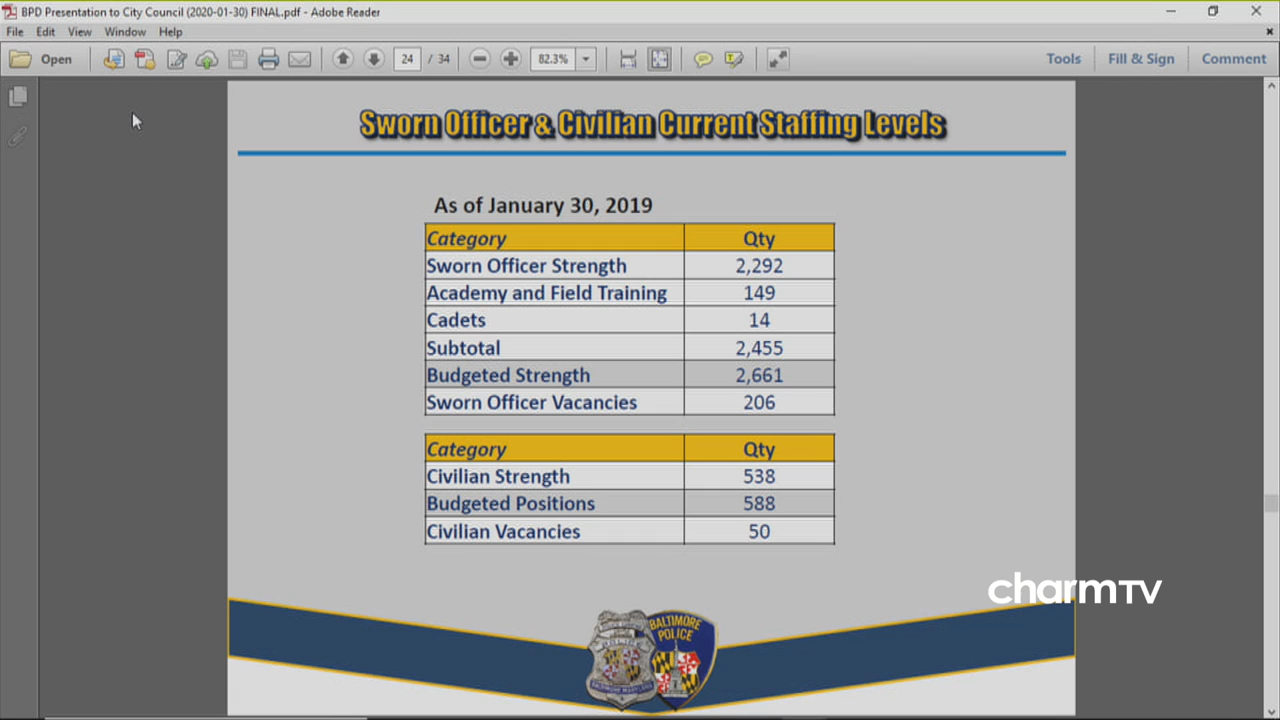 BPD Presentation to City Council (2020-01-30) FINAL.pdf - Adobe Reader
File Edit View Window Help
Open 24 / 34 82.3% Tools Fill & Sign Comment
Sworn Officer & Civilian Current Staffing Levels
As of January 30, 2019
Category Qty
Sworn Officer Strength 2,292
Academy and Field Training 149
Cadets 14
Subtotal 2,455
Budgeted Strength 2,661
Sworn Officer Vacancies 206
Category Qty
Civilian Strength 538
Budgeted Positions 588
Civilian Vacancies 50
charmTV
BALTIMORE
POLICE